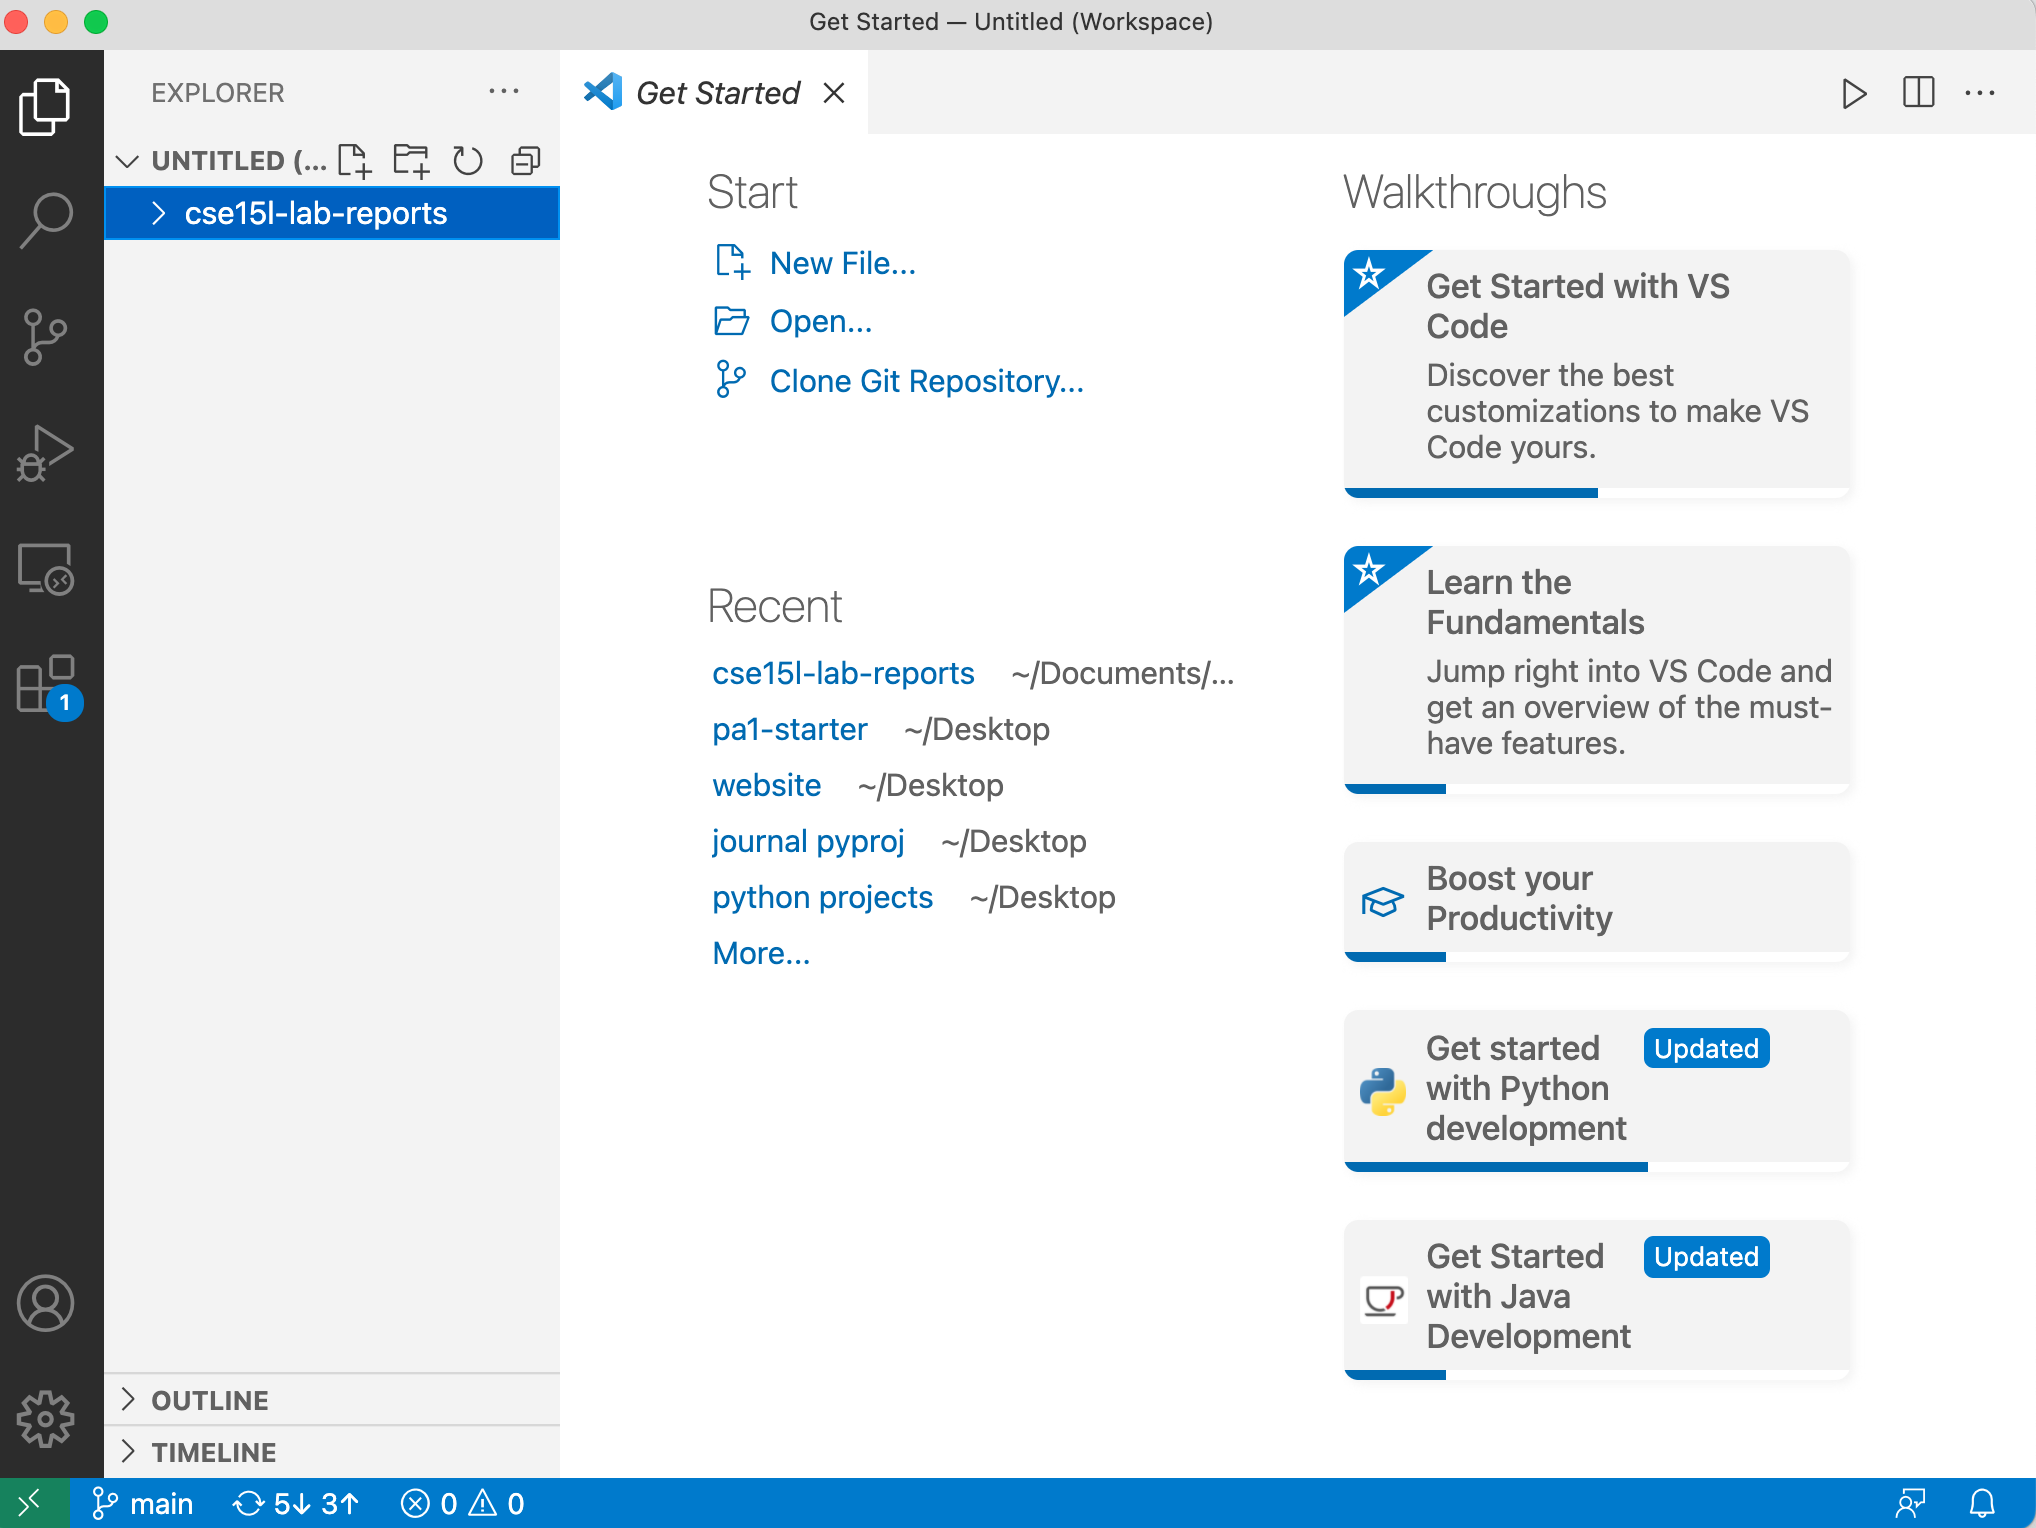 Get Started — Untitled (Workspace)
EXPLORER
Get Started
UNTITLED (...
cse15l-lab-reports
1
OUTLINE
TIMELINE
Start
New File...
Open...
Clone Git Repository...
Recent
cse15l-lab-reports ~/Documents/...
pa1-starter ~/Desktop
website ~/Desktop
journal pyproj ~/Desktop
python projects ~/Desktop
More...
Walkthroughs
Get Started with VS
Code
Discover the best
customizations to make VS
Code yours.
Learn the
Fundamentals
Jump right into VS Code and
get an overview of the must-
have features.
Boost your
Productivity
Get started Updated
with Python
development
Get Started Updated
with Java
Development
main 5↓ 3↑ 0 0